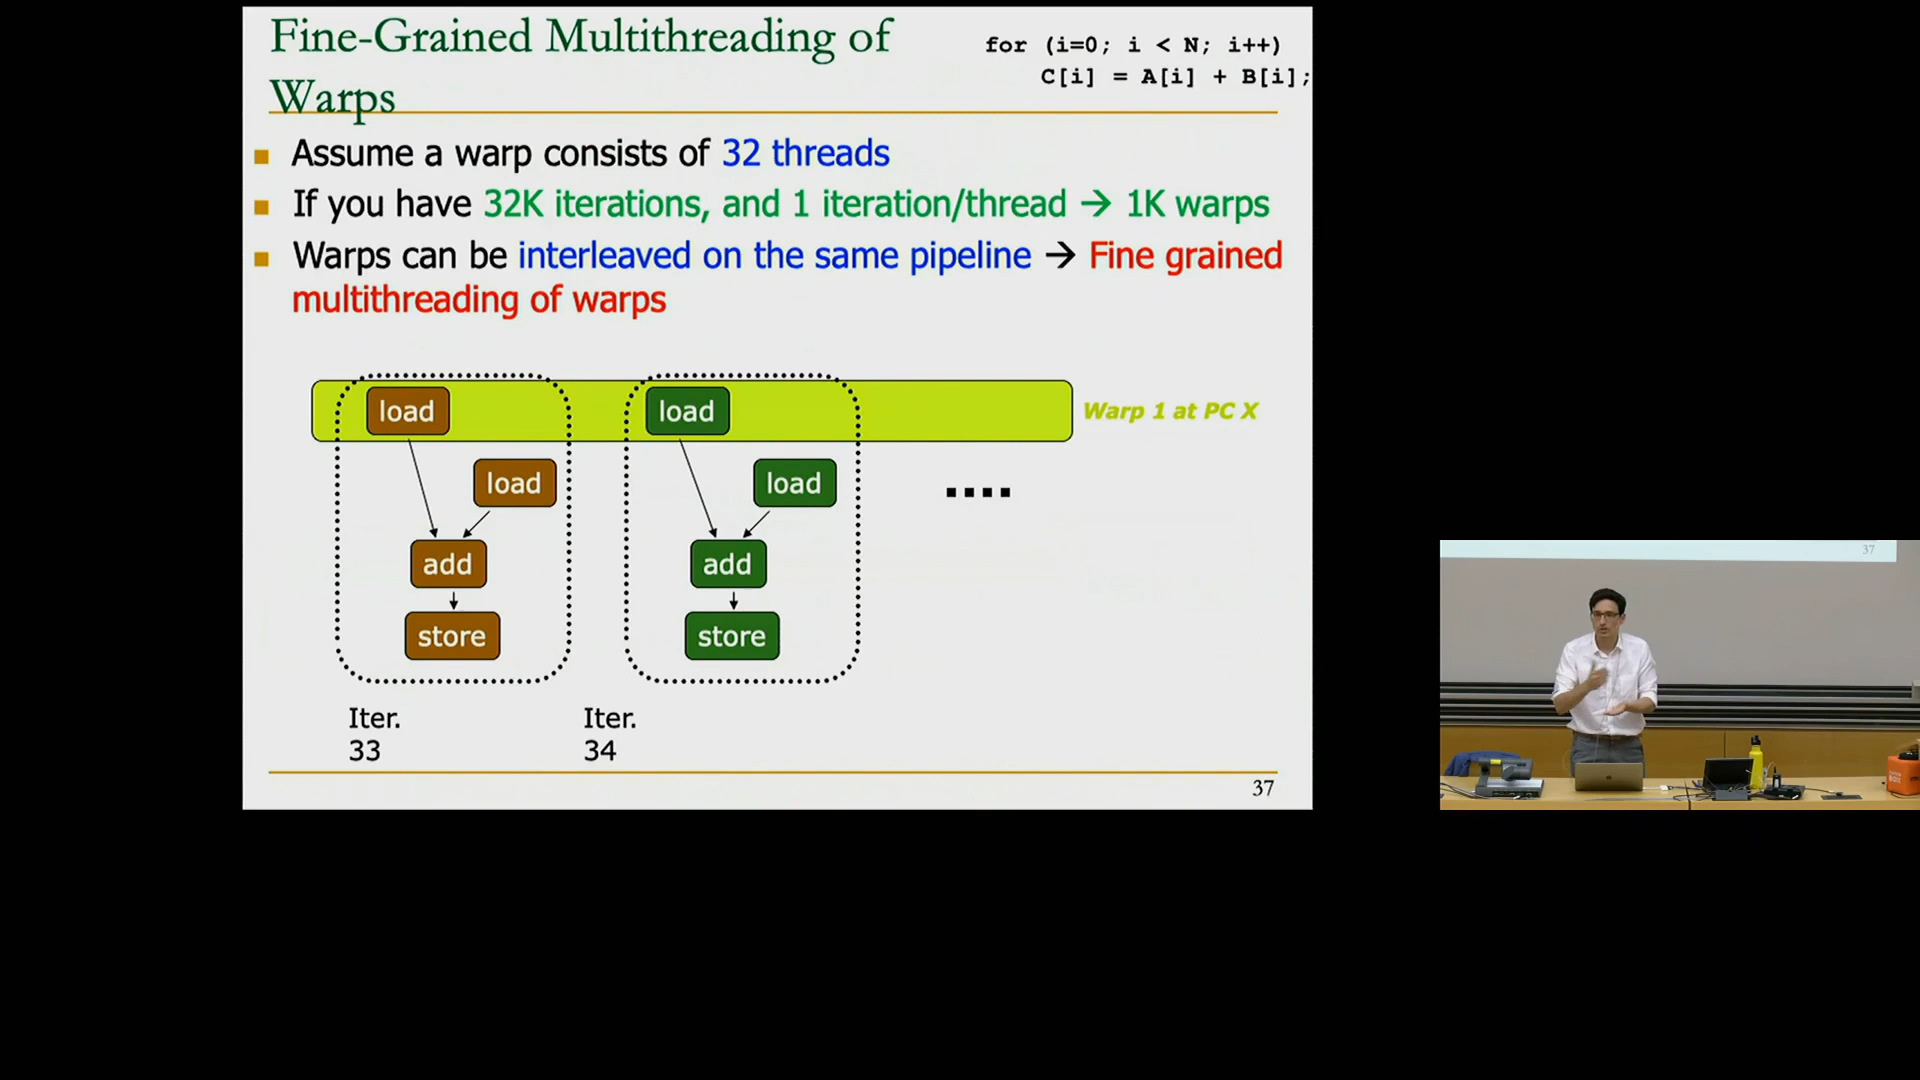 Fine-Grained Multithreading of
Warps
for (i=0; i < N; i++)
C[i] = A[i] + B[i];
Assume a warp consists of 32 threads
If you have 32K iterations, and 1 iteration/thread → 1K warps
Warps can be interleaved on the same pipeline → Fine grained
multithreading of warps
load
load
Warp 1 at PC X
load
load
....
add
add
store
store
Iter.
33
Iter.
34
37
37